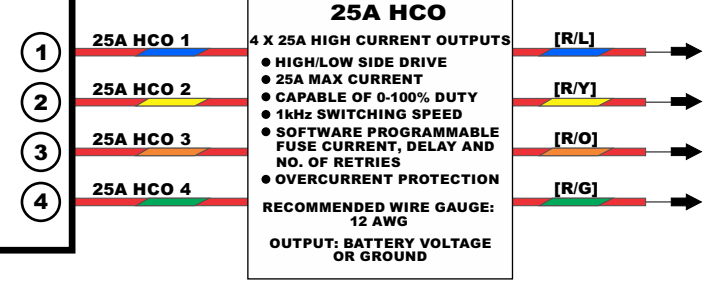 25A HCO
4 X 25A HIGH CURRENT OUTPUTS
● HIGH/LOW SIDE DRIVE
● 25A MAX CURRENT
● CAPABLE OF 0-100% DUTY
● 1kHz SWITCHING SPEED
● SOFTWARE PROGRAMMABLE
FUSE CURRENT, DELAY AND
NO. OF RETRIES
● OVERCURRENT PROTECTION
RECOMMENDED WIRE GAUGE:
12 AWG
OUTPUT: BATTERY VOLTAGE
OR GROUND
1 25A HCO 1 [R/L]
2 25A HCO 2 [R/Y]
3 25A HCO 3 [R/O]
4 25A HCO 4 [R/G]